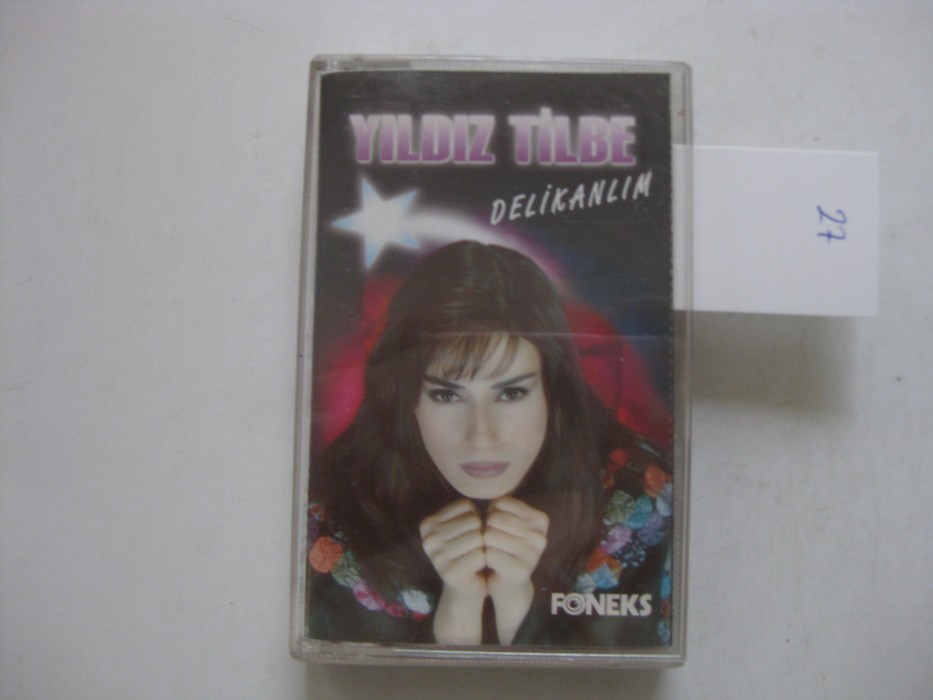 YILDIZ TİLBE
DELİKANLIM
27
FONEKS